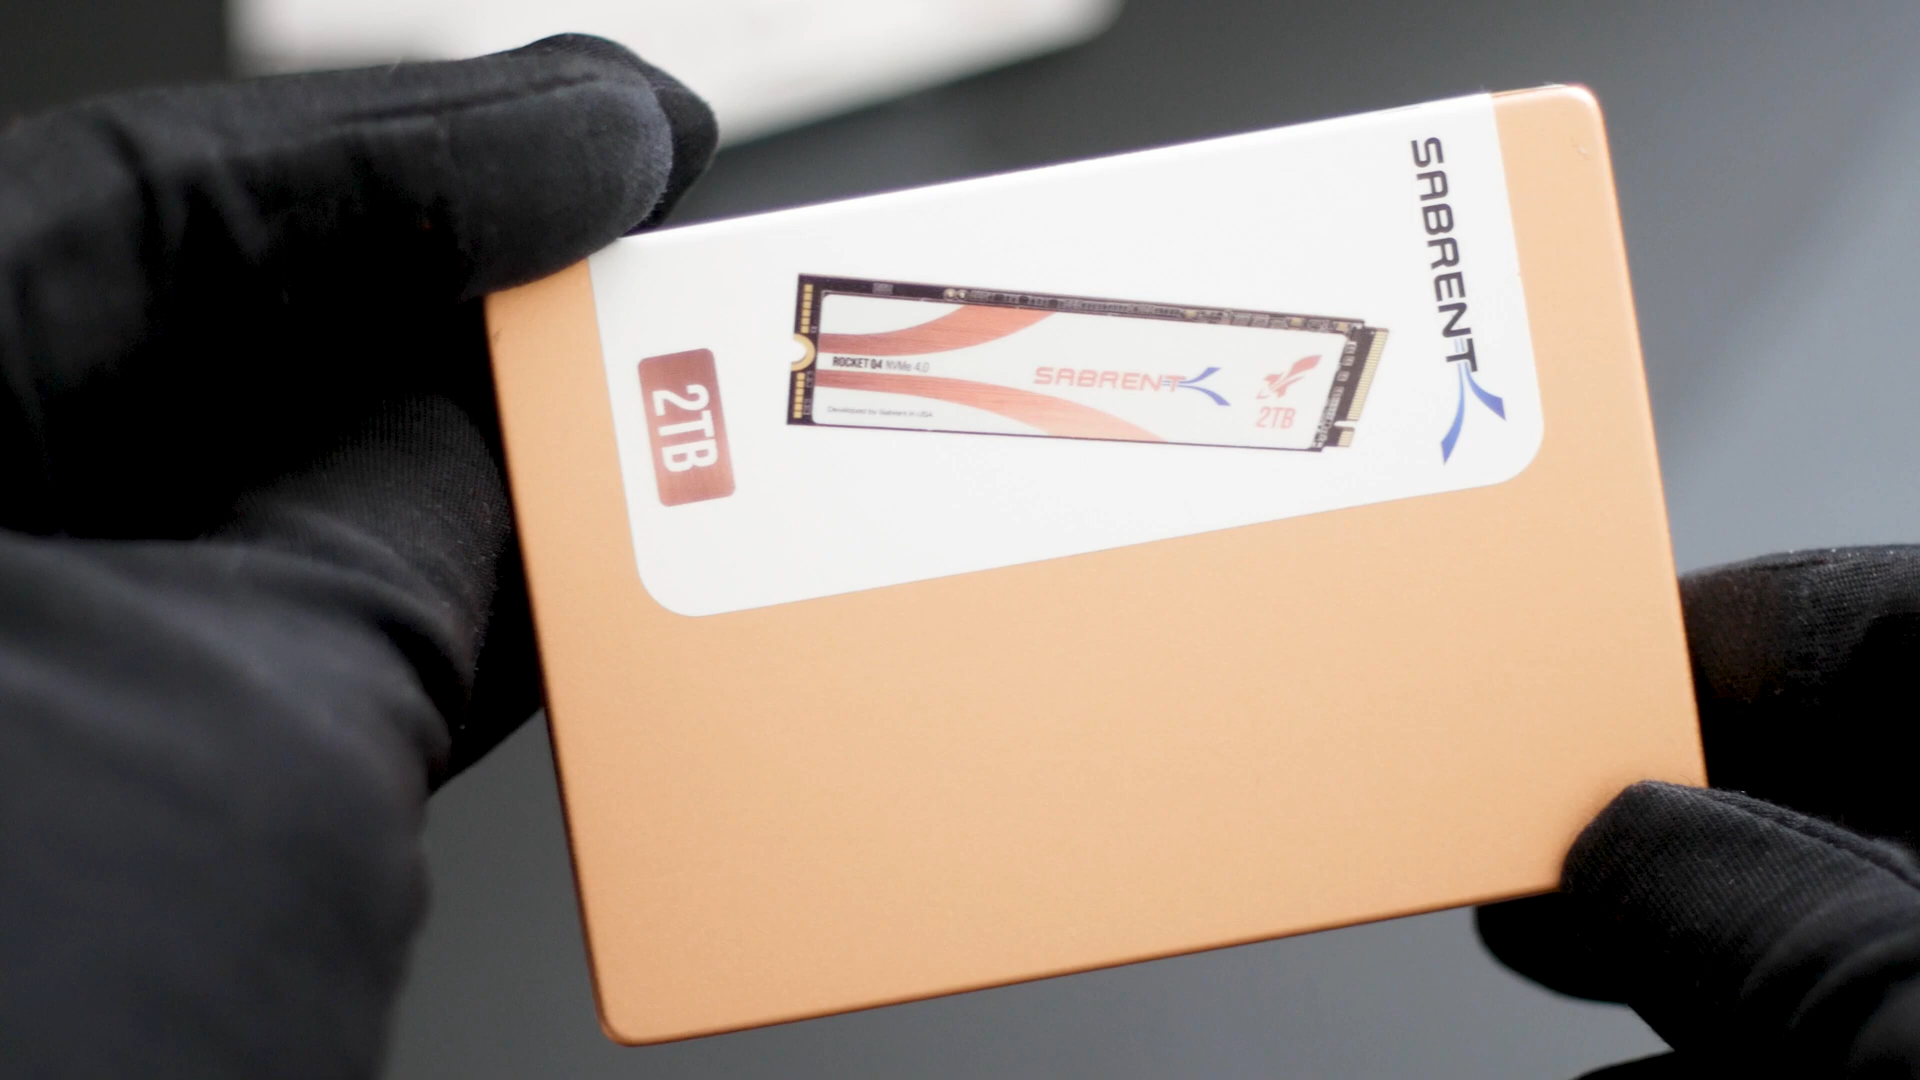 SABRENT
ROCKET Q4 NVMe 4.0
SABRENT
Developed by Sabrent in USA
2TB
2TB